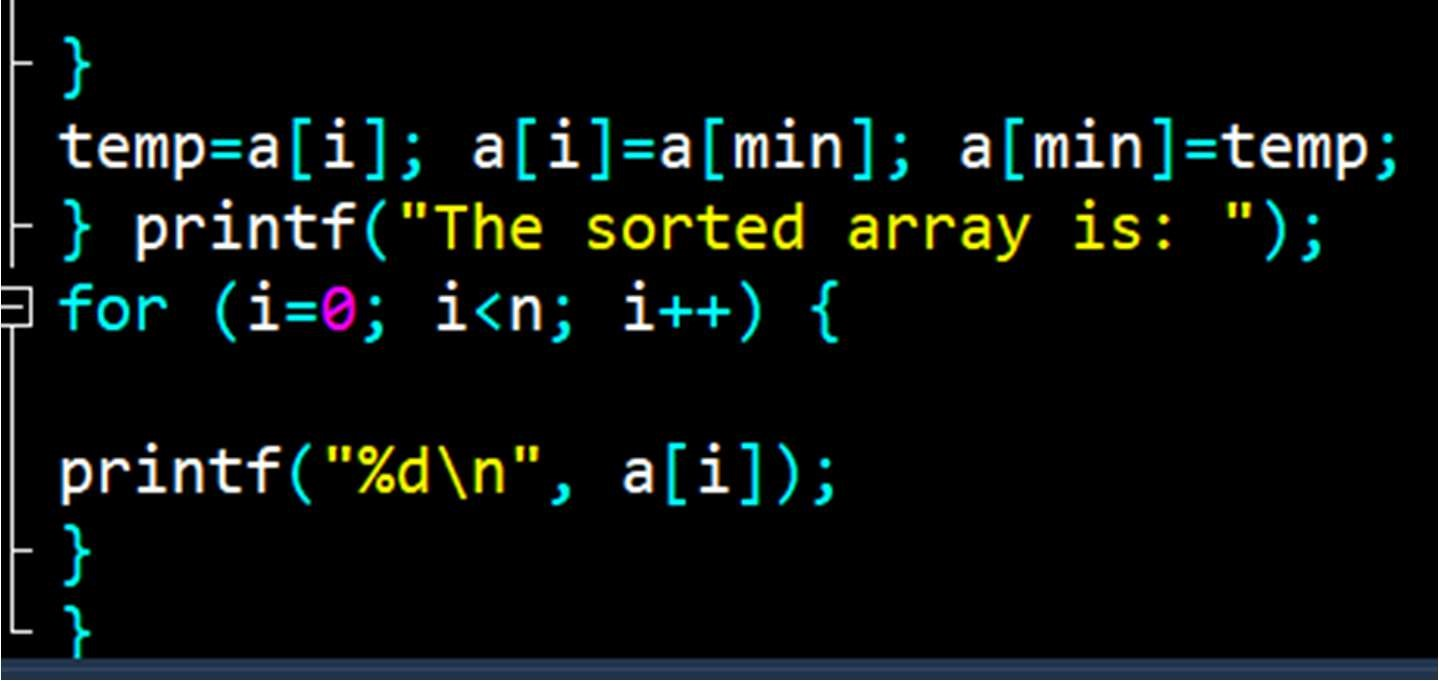 }
temp=a[i]; a[i]=a[min]; a[min]=temp;
} printf("The sorted array is: ");
for (i=0; i<n; i++) {
printf("%d\n", a[i]);
}
}